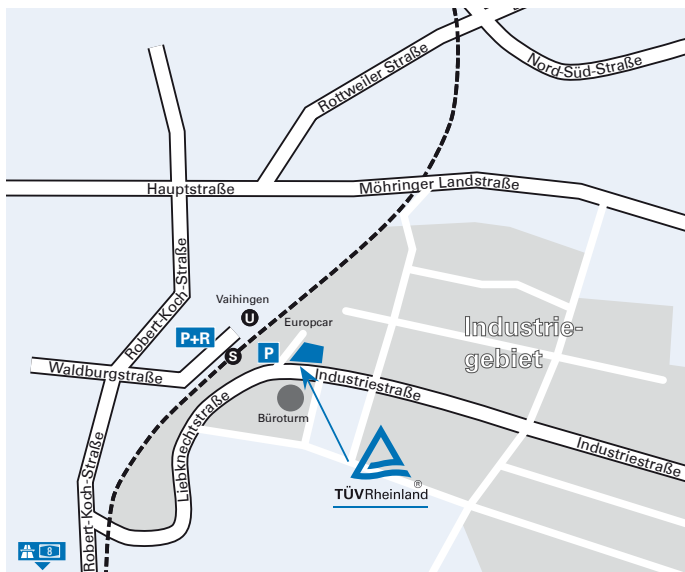 Rottweiler Straße
Nord-Süd-Straße
Hauptstraße
Möhringer Landstraße
Robert-Koch-Straße
Vaihingen
U
P+R
Europcar
Industrie-
gebiet
S
P
Waldburgstraße
Industriestraße
Liebknechtstraße
Büroturm
Industriestraße
Robert-Koch-Straße
®
TÜVRheinland
8